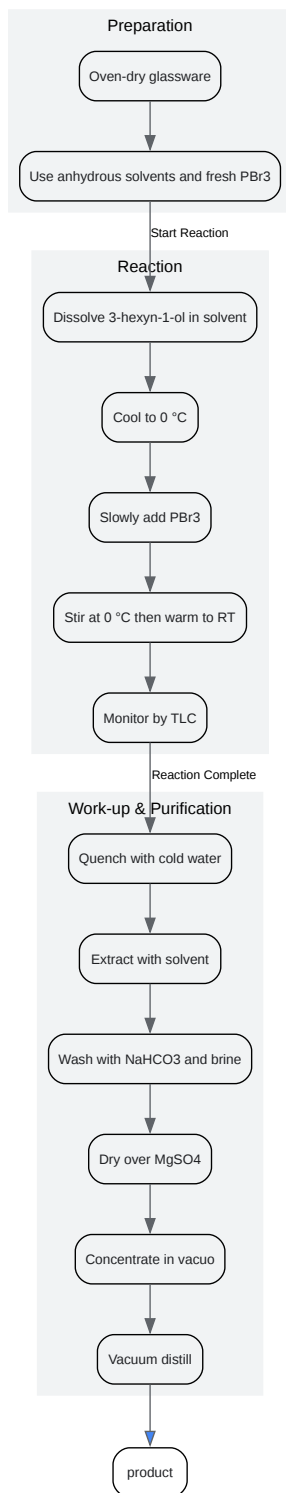 Preparation
Oven-dry glassware
Use anhydrous solvents and fresh PBr3
Start Reaction
Reaction
Dissolve 3-hexyn-1-ol in solvent
Cool to 0 °C
Slowly add PBr3
Stir at 0 °C then warm to RT
Monitor by TLC
Reaction Complete
Work-up & Purification
Quench with cold water
Extract with solvent
Wash with NaHCO3 and brine
Dry over MgSO4
Concentrate in vacuo
Vacuum distill
product